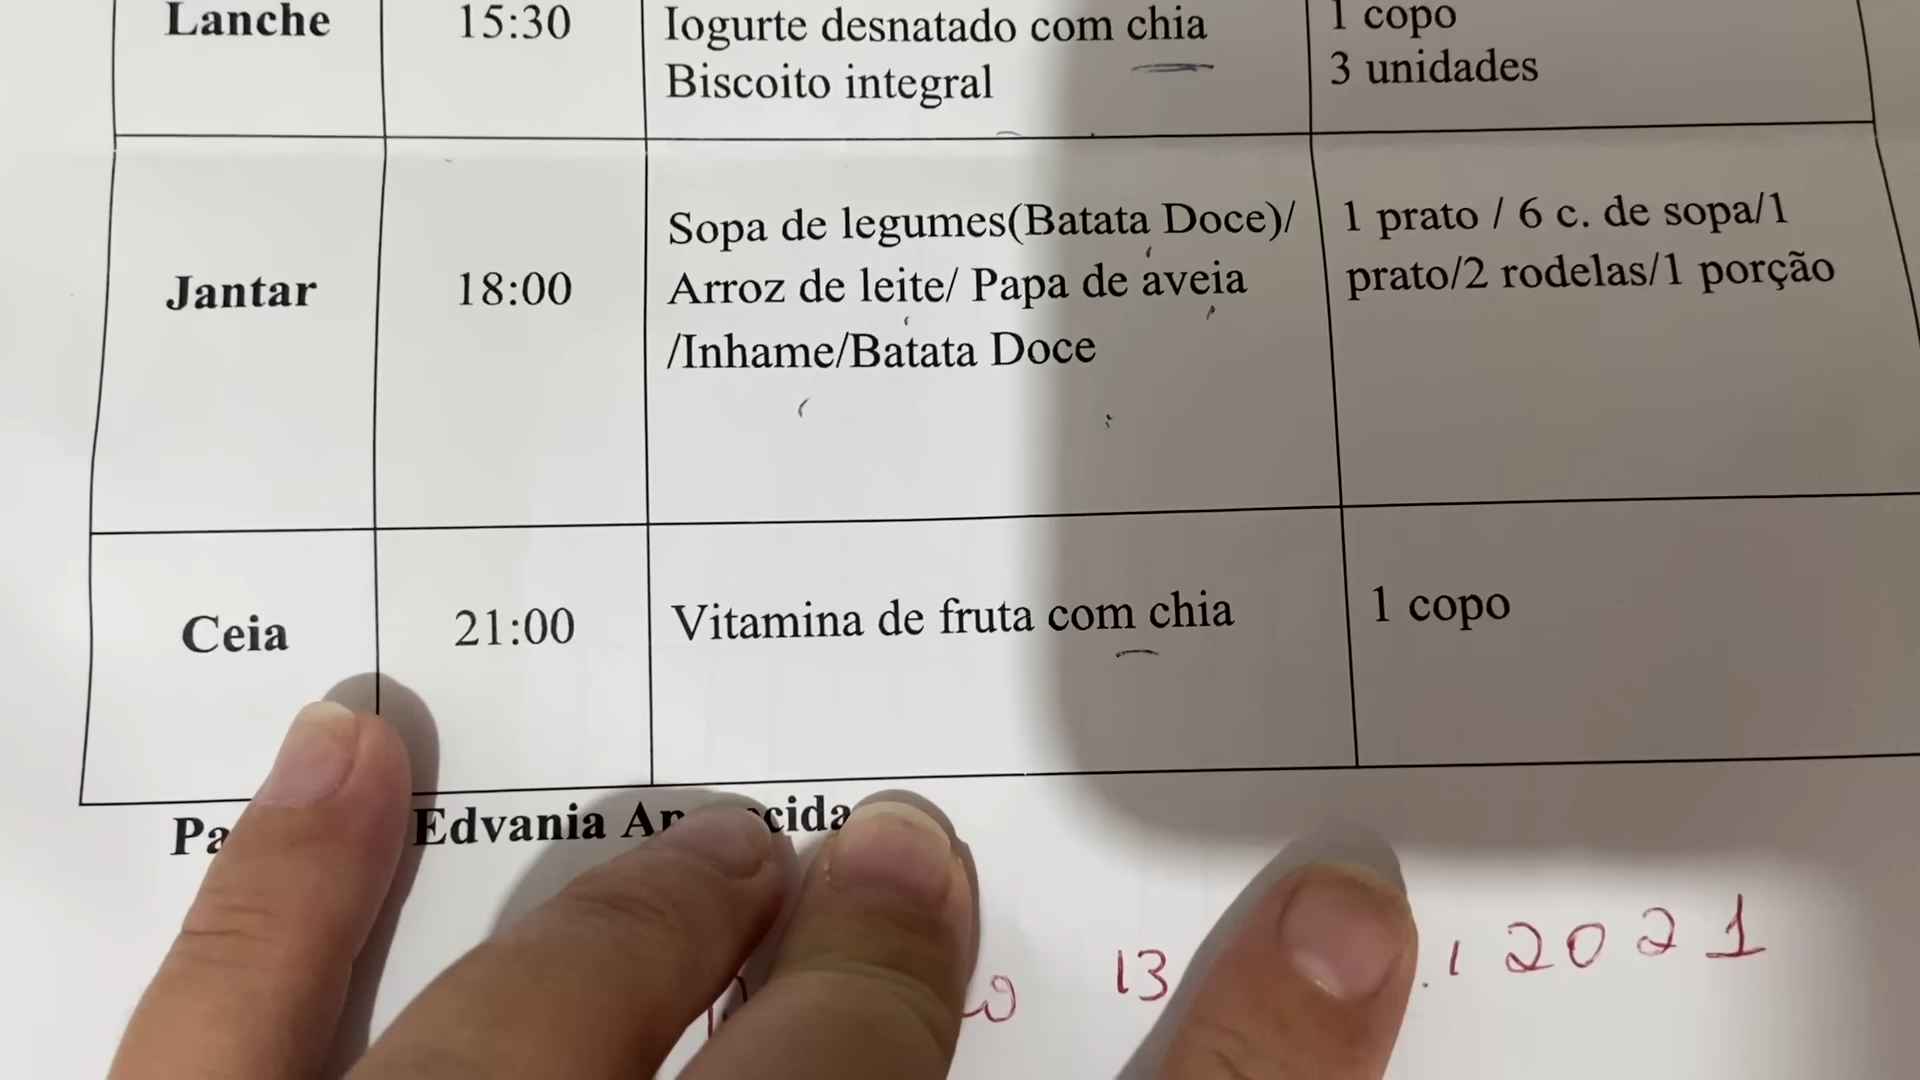 Lanche 15:30 Iogurte desnatado com chia 1 copo
Biscoito integral 3 unidades
Jantar 18:00 Sopa de legumes(Batata Doce)/ 1 prato / 6 c. de sopa/1
Arroz de leite/ Papa de aveia prato/2 rodelas/1 porção
/Inhame/Batata Doce
Ceia 21:00 Vitamina de fruta com chia 1 copo
Edvania
13 2021